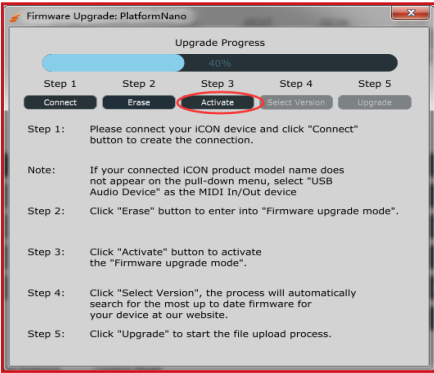 Firmware Upgrade: PlatformNano
Upgrade Progress
40%
Step 1 Step 2 Step 3 Step 4 Step 5
Connect Erase Activate Select Version Upgrade
Step 1: Please connect your iCON device and click "Connect"
button to create the connection.
Note: If your connected iCON product model name does
not appear on the pull-down menu, select "USB
Audio Device" as the MIDI In/Out device
Step 2: Click "Erase" button to enter into "Firmware upgrade mode".
Step 3: Click "Activate" button to activate
the "Firmware upgrade mode".
Step 4: Click "Select Version", the process will automatically
search for the most up to date firmware for
your device at our website.
Step 5: Click "Upgrade" to start the file upload process.